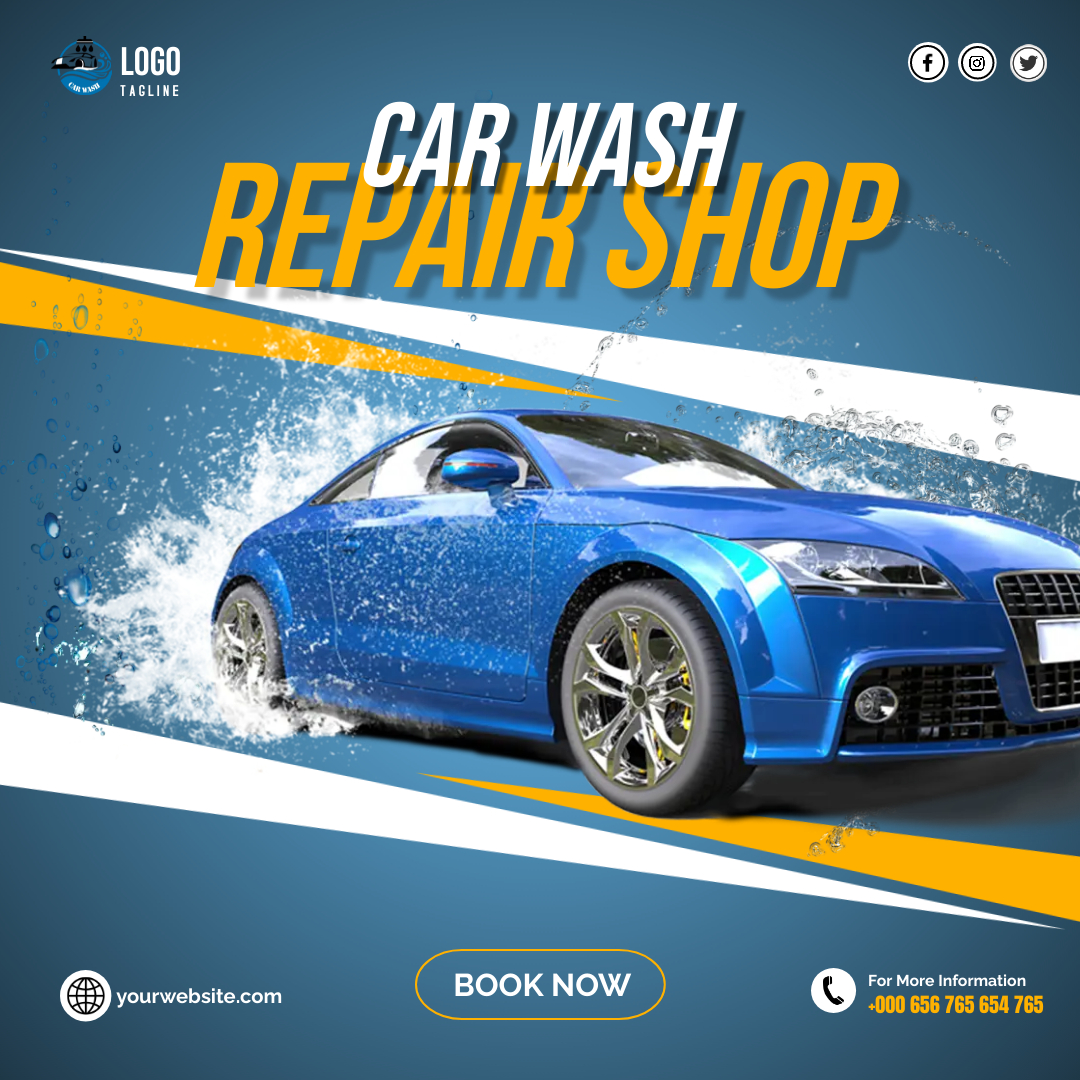 LOGO
TAGLINE
CAR WASH
CAR WASH
REPAIR SHOP
BOOK NOW
yourwebsite.com
For More Information
+000 656 765 654 765